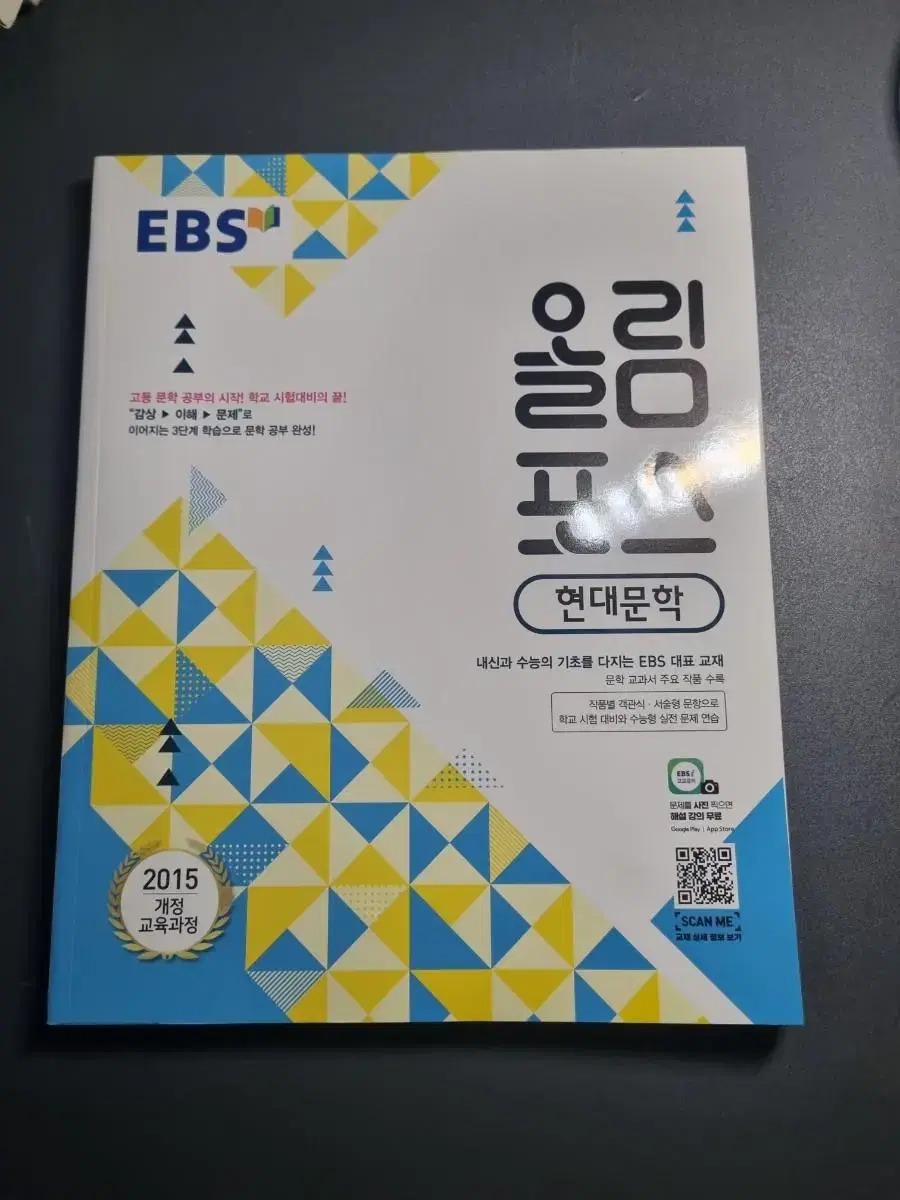 EBS
올림
포스
현대문학
고등 문학 공부의 시작! 학교 시험대비의 끝!
"감상 ▶ 이해 ▶ 문제"로
이어지는 3단계 학습으로 문학 공부 완성!
내신과 수능의 기초를 다지는 EBS 대표 교재
문학 교과서 주요 작품 수록
작품별 객관식 · 서술형 문항으로
학교 시험 대비와 수능형 실전 문제 연습
EBSi
고교강의
문제를 사진 찍으면
해설 강의 무료
Google Play | App Store
SCAN ME
교재 상세 정보 보기
2015
개정
교육과정